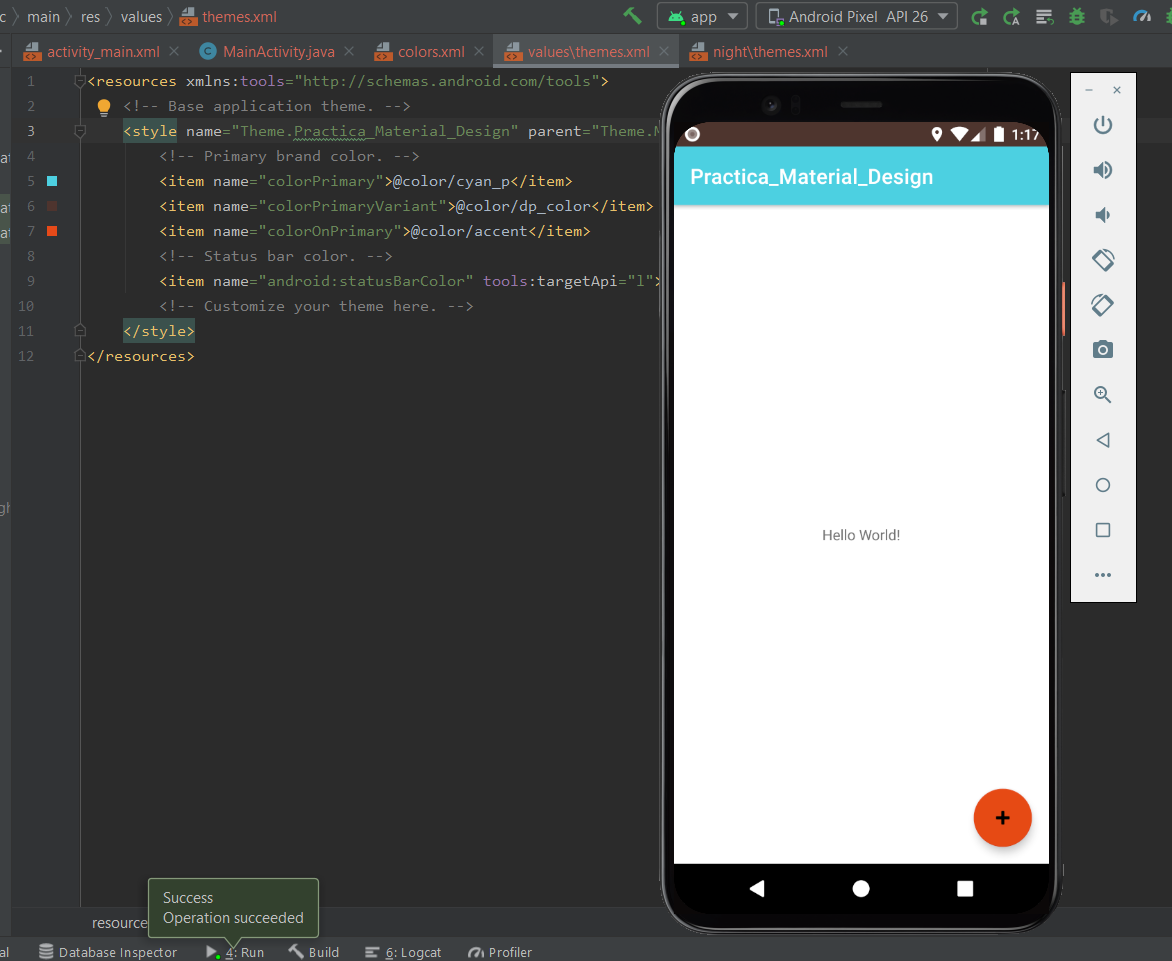 c main res values themes.xml
app Android Pixel API 26
activity_main.xml MainActivity.java colors.xml values\themes.xml night\themes.xml
1 <resources xmlns:tools="http://schemas.android.com/tools">
2 <!-- Base application theme. -->
3 <style name="Theme.Practica_Material_Design" parent="Theme.M
4 <!-- Primary brand color. -->
5 <item name="colorPrimary">@color/cyan_p</item>
6 <item name="colorPrimaryVariant">@color/dp_color</item>
7 <item name="colorOnPrimary">@color/accent</item>
8 <!-- Status bar color. -->
9 <item name="android:statusBarColor" tools:targetApi="l">
10 <!-- Customize your theme here. -->
11 </style>
12 </resources>
1:17
Practica_Material_Design
Hello World!
+
Success
Operation succeeded
resource
al Database Inspector 4: Run Build 6: Logcat Profiler